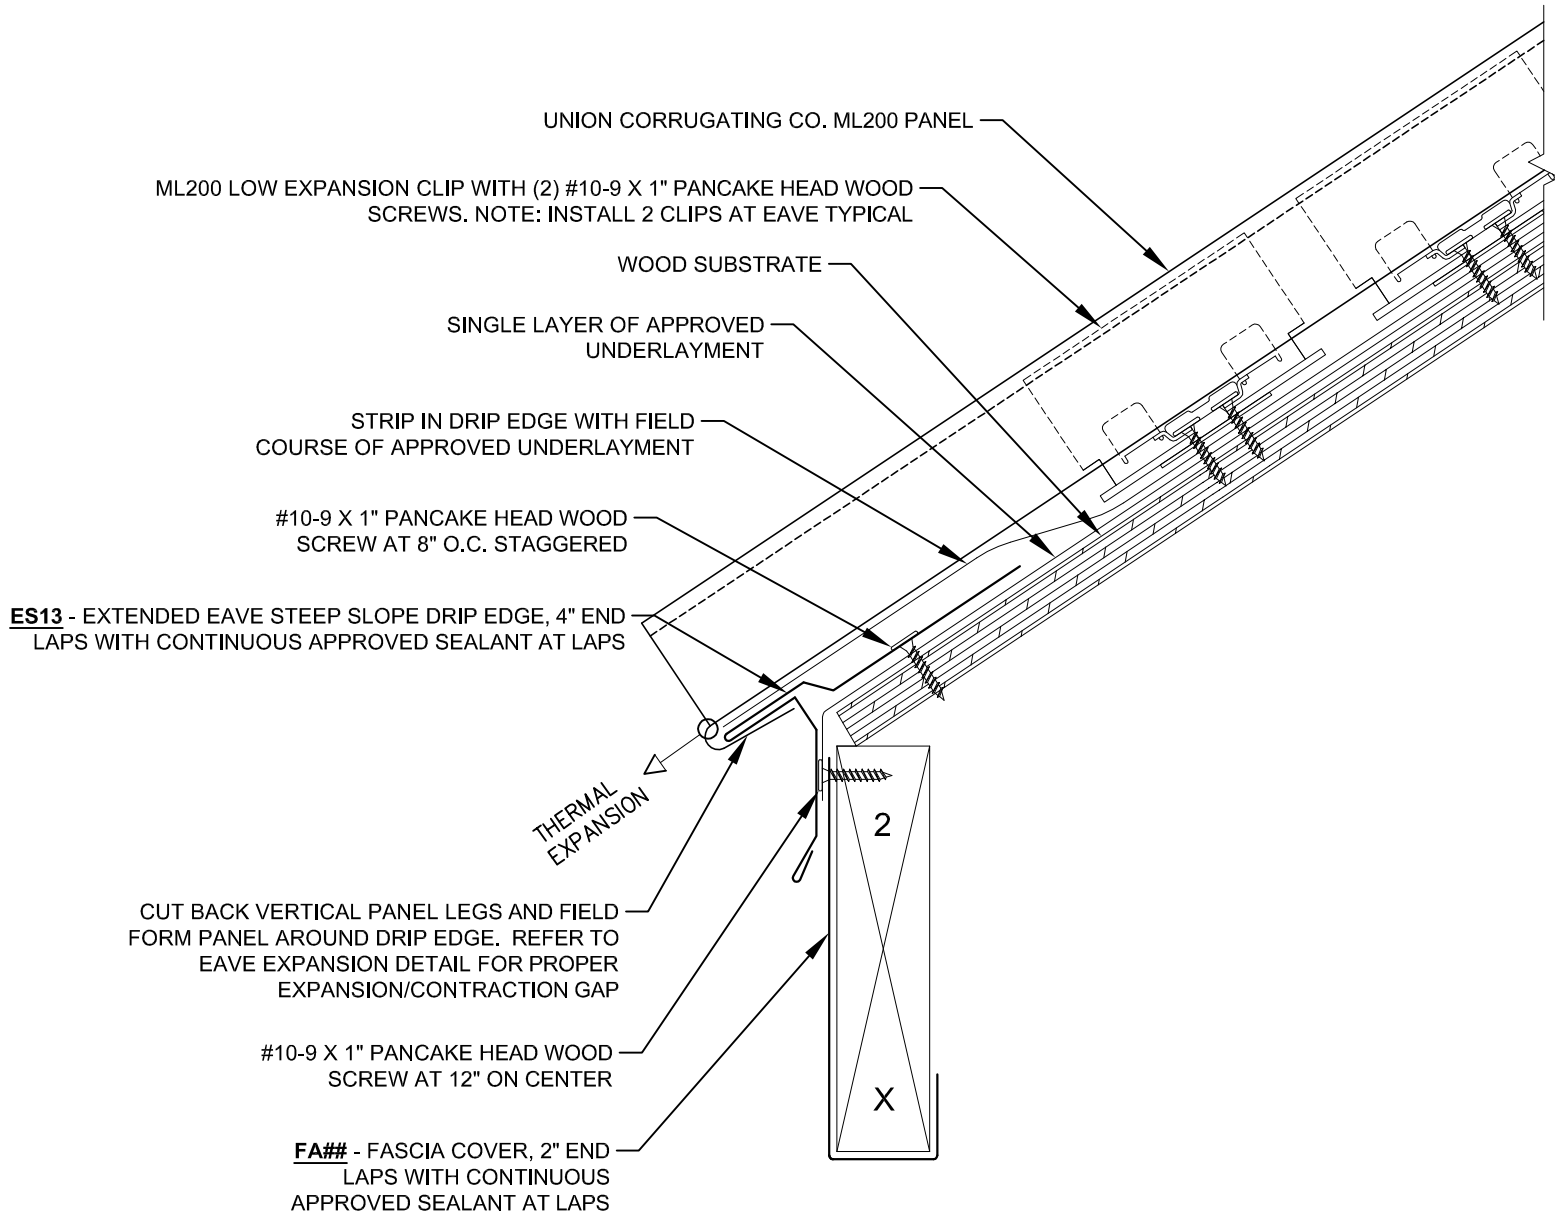 UNION CORRUGATING CO. ML200 PANEL
ML200 LOW EXPANSION CLIP WITH (2) #10-9 X 1" PANCAKE HEAD WOOD
SCREWS. NOTE: INSTALL 2 CLIPS AT EAVE TYPICAL
WOOD SUBSTRATE
SINGLE LAYER OF APPROVED
UNDERLAYMENT
STRIP IN DRIP EDGE WITH FIELD
COURSE OF APPROVED UNDERLAYMENT
#10-9 X 1" PANCAKE HEAD WOOD
SCREW AT 8" O.C. STAGGERED
ES13 - EXTENDED EAVE STEEP SLOPE DRIP EDGE, 4" END
LAPS WITH CONTINUOUS APPROVED SEALANT AT LAPS
THERMAL
EXPANSION
CUT BACK VERTICAL PANEL LEGS AND FIELD
FORM PANEL AROUND DRIP EDGE. REFER TO
EAVE EXPANSION DETAIL FOR PROPER
EXPANSION/CONTRACTION GAP
#10-9 X 1" PANCAKE HEAD WOOD
SCREW AT 12" ON CENTER
FA## - FASCIA COVER, 2" END
LAPS WITH CONTINUOUS
APPROVED SEALANT AT LAPS
2
X